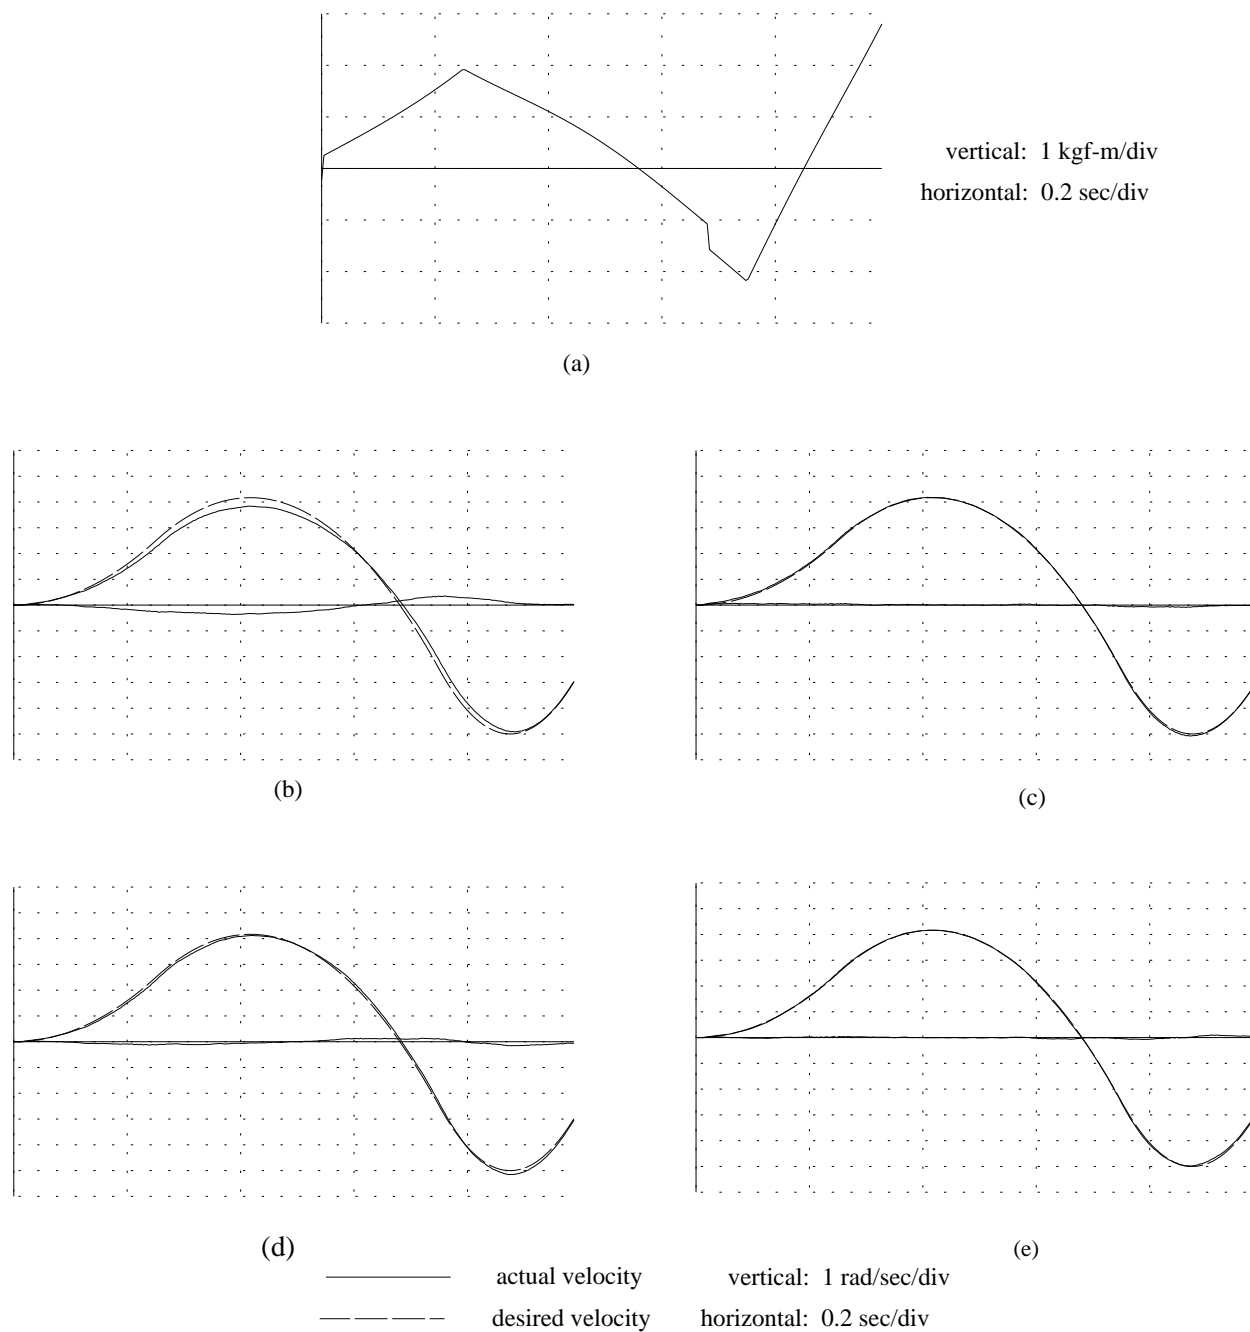 vertical: 1 kgf-m/div
horizontal: 0.2 sec/div
(a)
(b)
(c)
(d)
(e)
actual velocity vertical: 1 rad/sec/div
desired velocity horizontal: 0.2 sec/div